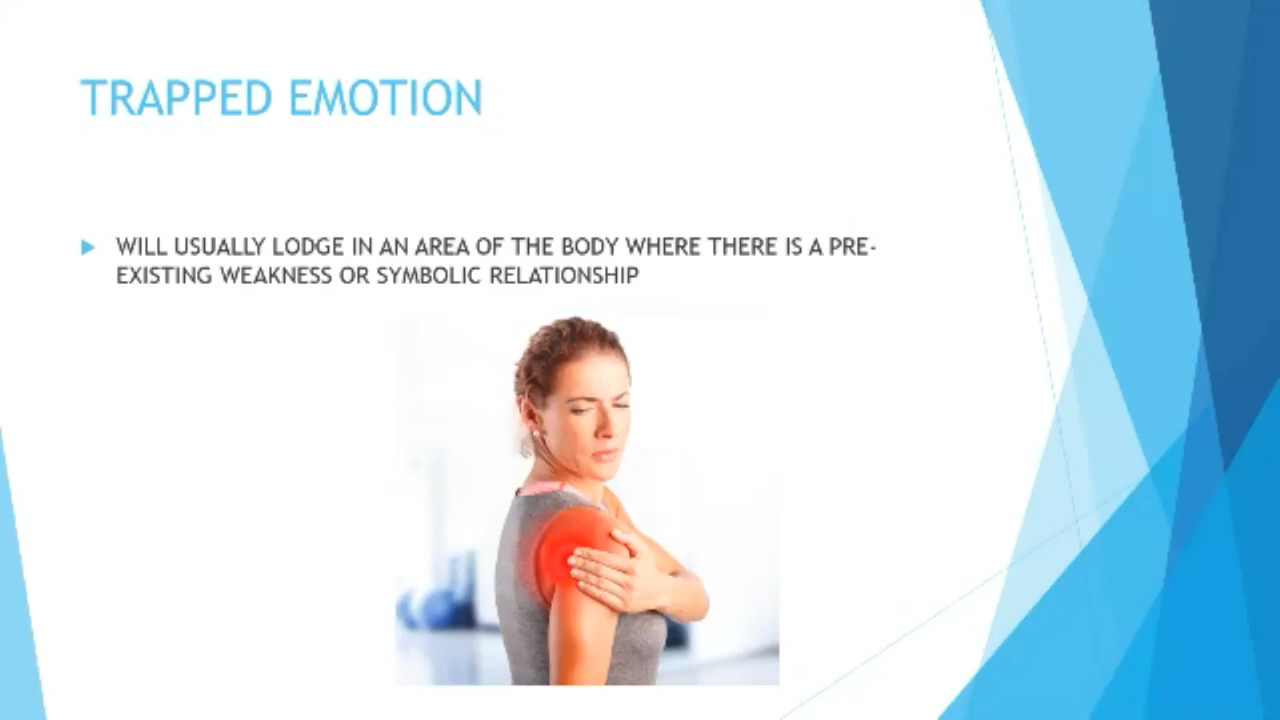 TRAPPED EMOTION
WILL USUALLY LODGE IN AN AREA OF THE BODY WHERE THERE IS A PRE-
EXISTING WEAKNESS OR SYMBOLIC RELATIONSHIP